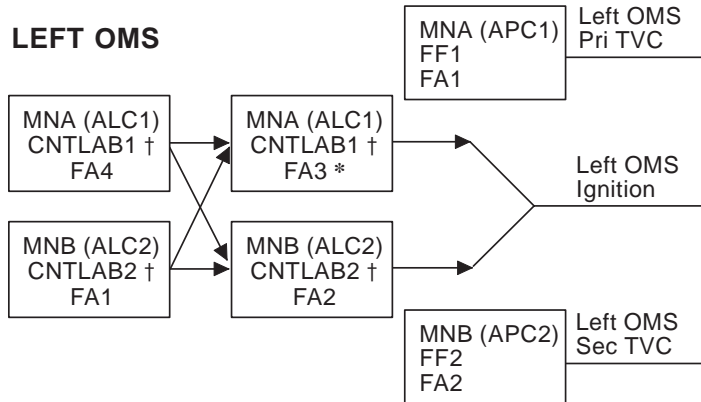 LEFT OMS
MNA (APC1)
FF1
FA1
Left OMS
Pri TVC
MNA (ALC1)
CNTLAB1 †
FA4
MNA (ALC1)
CNTLAB1 †
FA3 *
Left OMS
Ignition
MNB (ALC2)
CNTLAB2 †
FA1
MNB (ALC2)
CNTLAB2 †
FA2
MNB (APC2)
FF2
FA2
Left OMS
Sec TVC